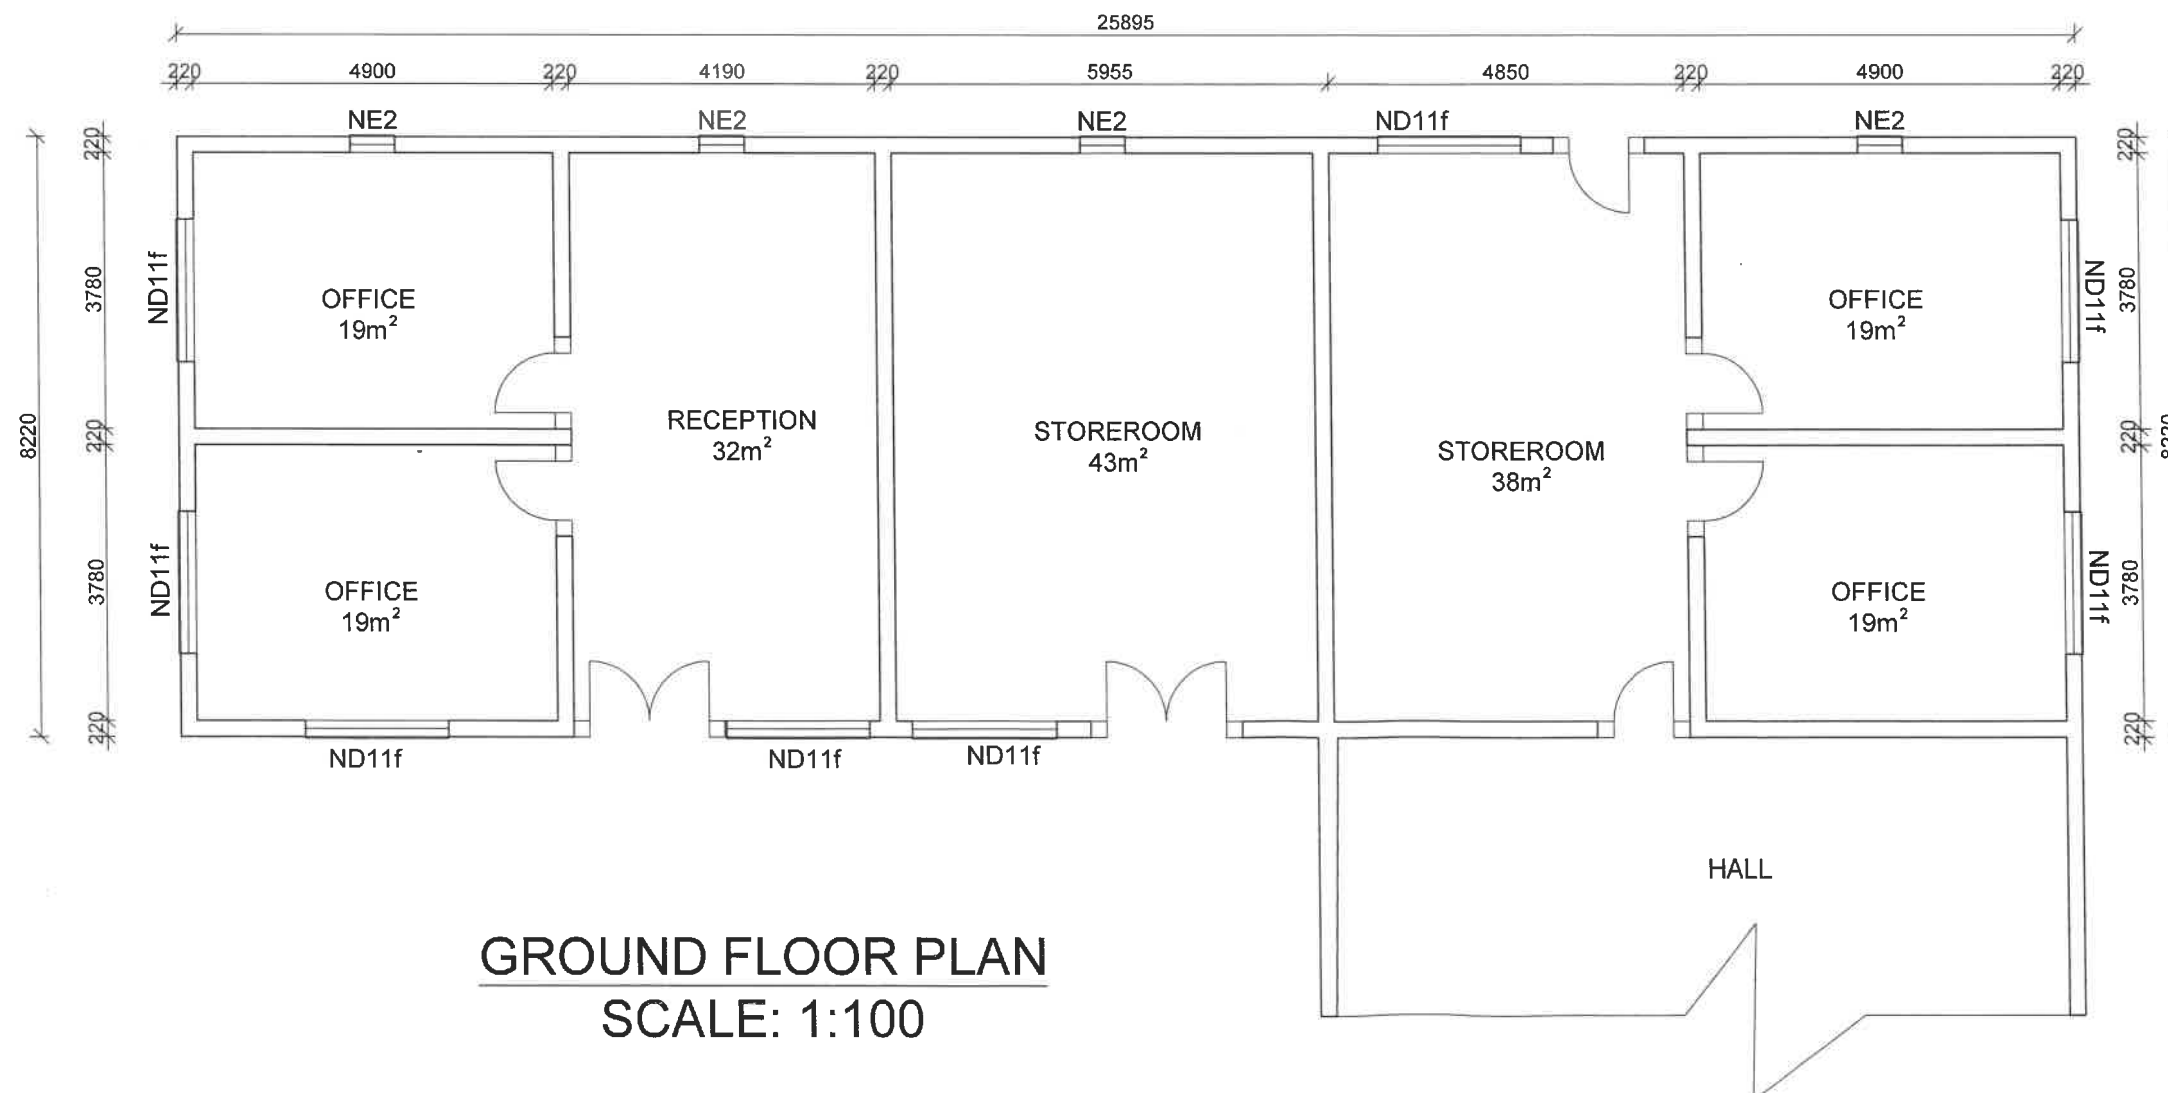 25895
220 4900 220 4190 220 5955 4850 220 4900 220
NE2 NE2 NE2 ND11f NE2
220 220
3780 ND11f OFFICE OFFICE ND11f 3780
19m² 19m²
8220 220 RECEPTION STOREROOM STOREROOM 220
32m² 43m² 38m²
3780 ND11f OFFICE OFFICE ND11f 3780
19m² 19m²
220 220
ND11f ND11f ND11f
HALL
GROUND FLOOR PLAN
SCALE: 1:100